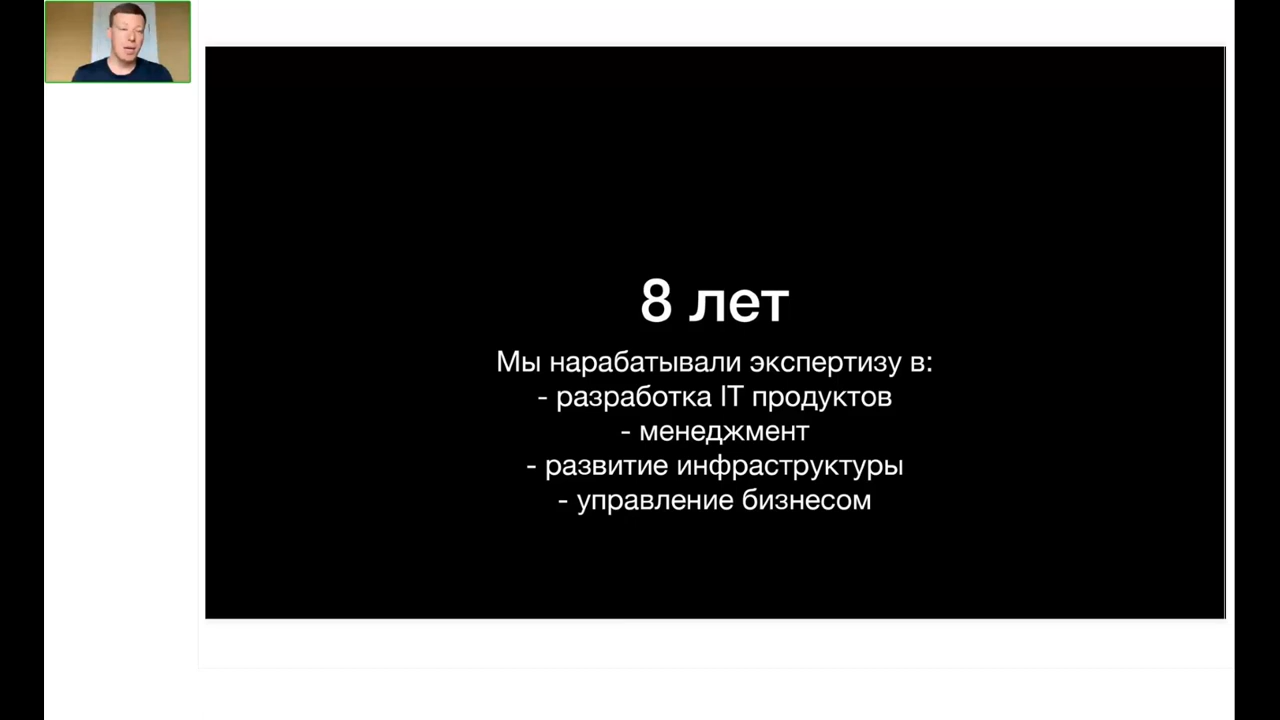 8 лет
Мы нарабатывали экспертизу в:
- разработка IT продуктов
- менеджмент
- развитие инфраструктуры
- управление бизнесом